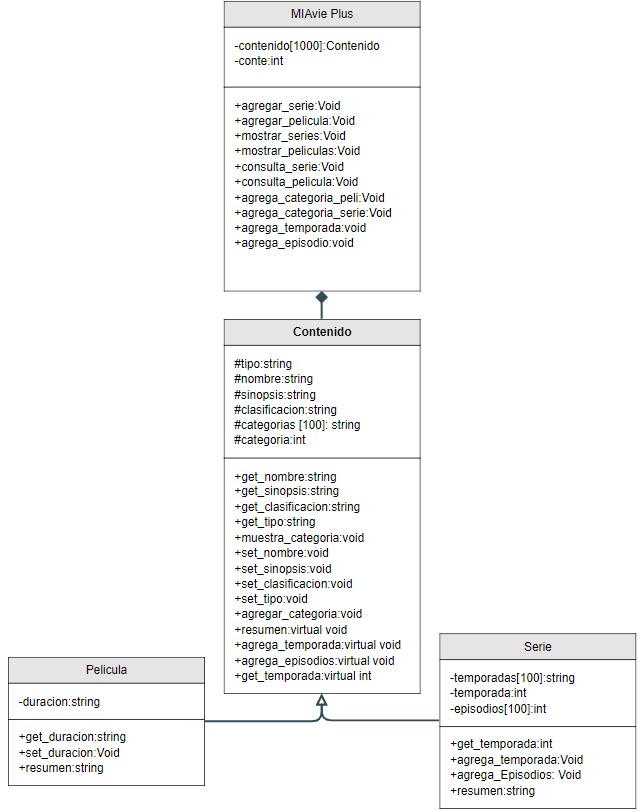 MIAvie Plus
-contenido[1000]:Contenido
-conte:int
+agregar_serie:Void
+agregar_pelicula:Void
+mostrar_series:Void
+mostrar_peliculas:Void
+consulta_serie:Void
+consulta_pelicula:Void
+agrega_categoria_peli:Void
+agrega_categoria_serie:Void
+agrega_temporada:void
+agrega_episodio:void
Contenido
#tipo:string
#nombre:string
#sinopsis:string
#clasificacion:string
#categorias [100]: string
#categoria:int
+get_nombre:string
+get_sinopsis:string
+get_clasificacion:string
+get_tipo:string
+muestra_categoria:void
+set_nombre:void
+set_sinopsis:void
+set_clasificacion:void
+set_tipo:void
+agregar_categoria:void
+resumen:virtual void
+agrega_temporada:virtual void
+agrega_episodios:virtual void
+get_temporada:virtual int
Pelicula
-duracion:string
+get_duracion:string
+set_duracion:Void
+resumen:string
Serie
-temporadas[100]:string
-temporada:int
-episodios[100]:int
+get_temporada:int
+agrega_temporada:Void
+agrega_Episodios: Void
+resumen:string